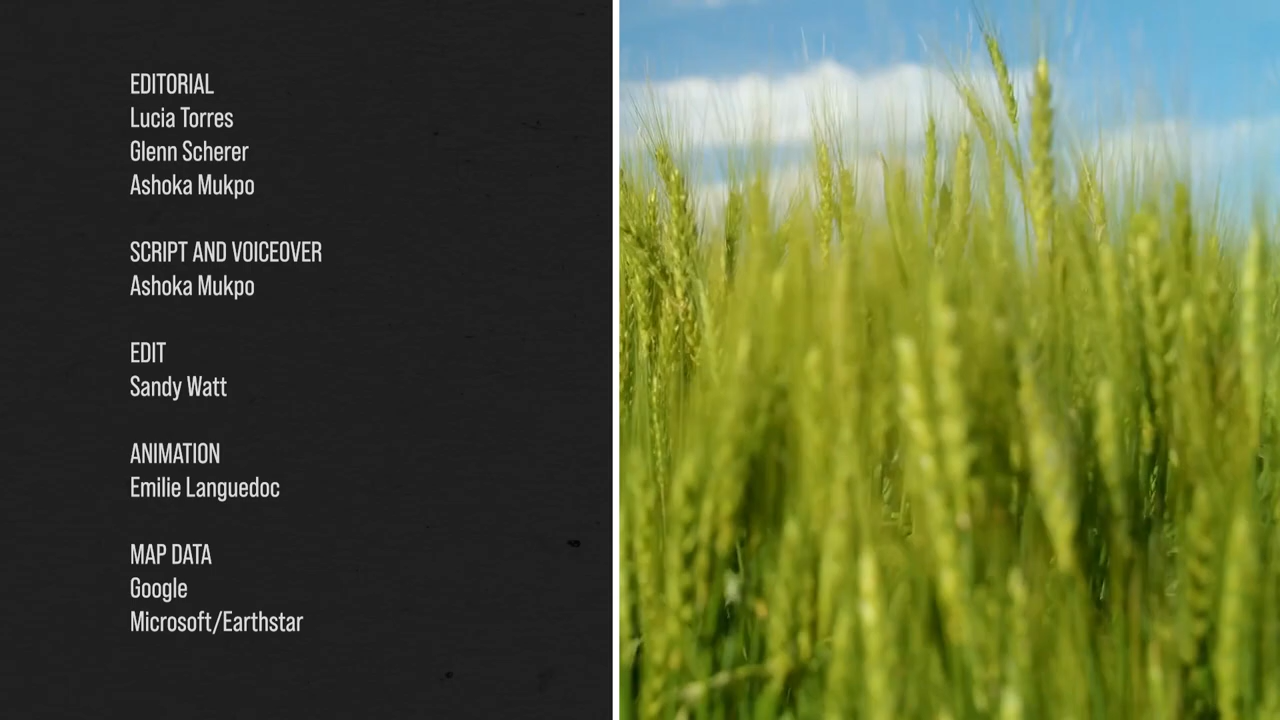 EDITORIAL
Lucia Torres
Glenn Scherer
Ashoka Mukpo
SCRIPT AND VOICEOVER
Ashoka Mukpo
EDIT
Sandy Watt
ANIMATION
Emilie Languedoc
MAP DATA
Google
Microsoft/Earthstar